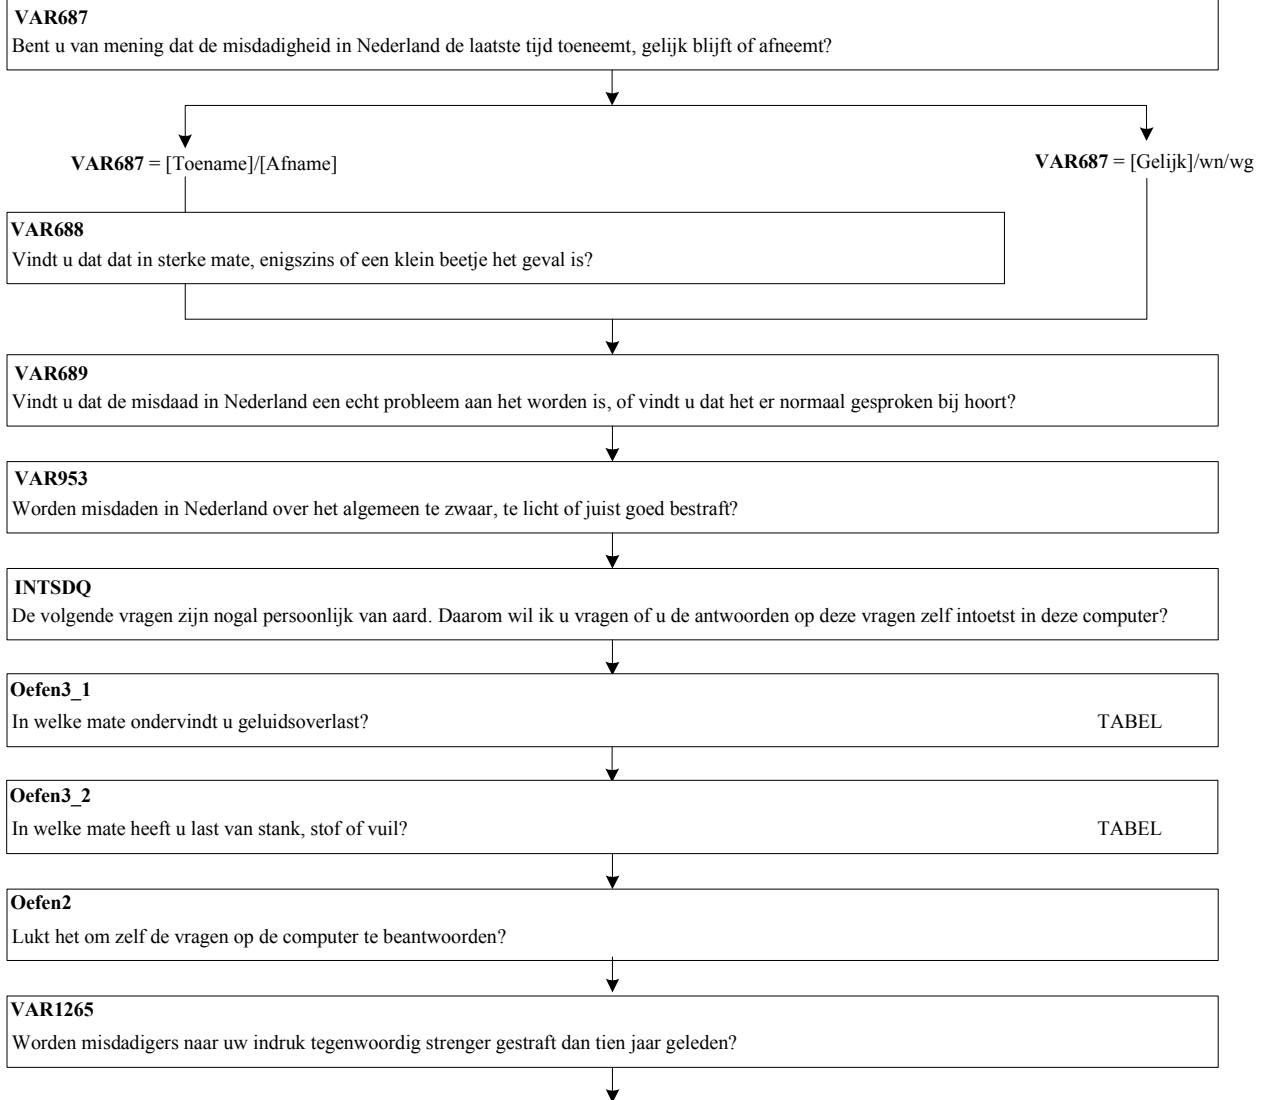 VAR687
Bent u van mening dat de misdadigheid in Nederland de laatste tijd toeneemt, gelijk blijft of afneemt?
VAR687 = [Toename]/[Afname]
VAR687 = [Gelijk]/wn/wg
VAR688
Vindt u dat dat in sterke mate, enigszins of een klein beetje het geval is?
VAR689
Vindt u dat de misdaad in Nederland een echt probleem aan het worden is, of vindt u dat het er normaal gesproken bij hoort?
VAR953
Worden misdaden in Nederland over het algemeen te zwaar, te licht of juist goed bestraft?
INTSDQ
De volgende vragen zijn nogal persoonlijk van aard. Daarom wil ik u vragen of u de antwoorden op deze vragen zelf intoetst in deze computer?
Oefen3_1
In welke mate ondervindt u geluidsoverlast? TABEL
Oefen3_2
In welke mate heeft u last van stank, stof of vuil? TABEL
Oefen2
Lukt het om zelf de vragen op de computer te beantwoorden?
VAR1265
Worden misdadigers naar uw indruk tegenwoordig strenger gestraft dan tien jaar geleden?